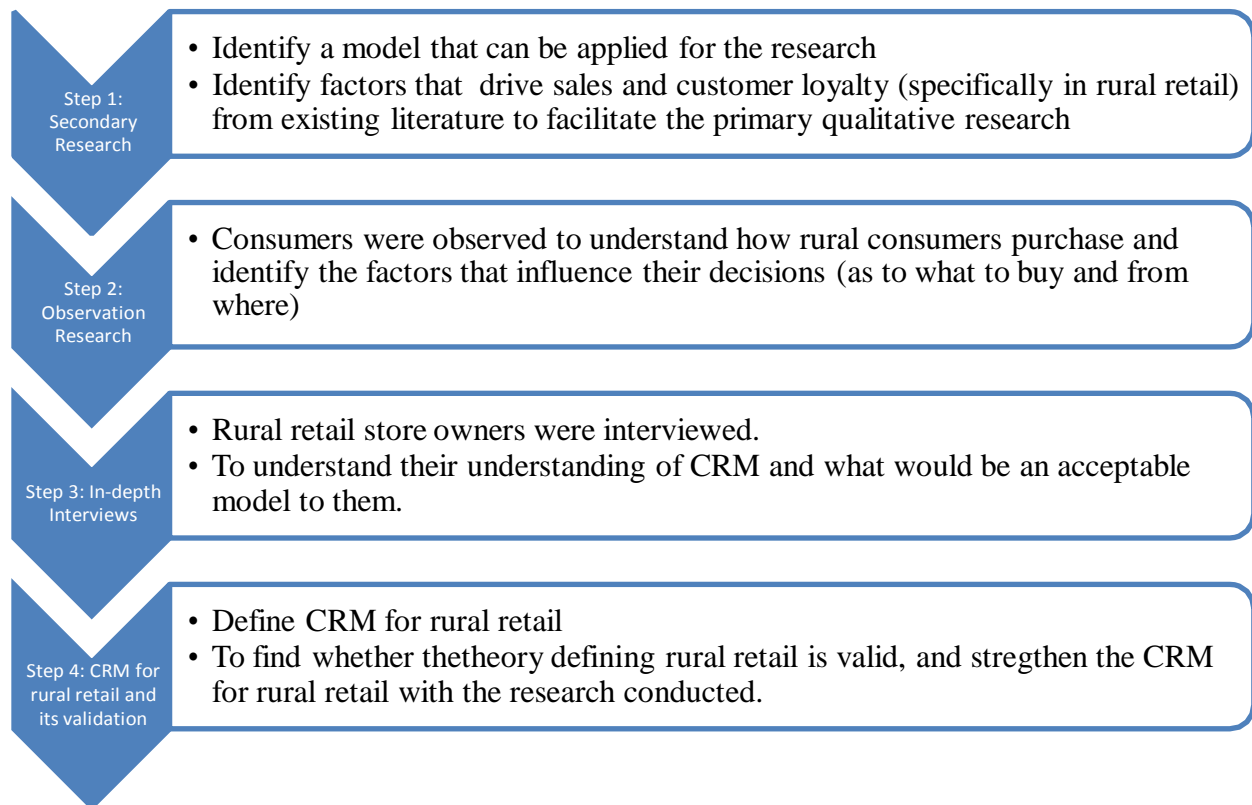 Step 1:
Secondary
Research
• Identify a model that can be applied for the research
• Identify factors that drive sales and customer loyalty (specifically in rural retail)
from existing literature to facilitate the primary qualitative research
Step 2:
Observation
Research
• Consumers were observed to understand how rural consumers purchase and
identify the factors that influence their decisions (as to what to buy and from
where)
Step 3: In-depth
Interviews
• Rural retail store owners were interviewed.
• To understand their understanding of CRM and what would be an acceptable
model to them.
Step 4: CRM for
rural retail and
its validation
• Define CRM for rural retail
• To find whether thetheory defining rural retail is valid, and stregthen the CRM
for rural retail with the research conducted.